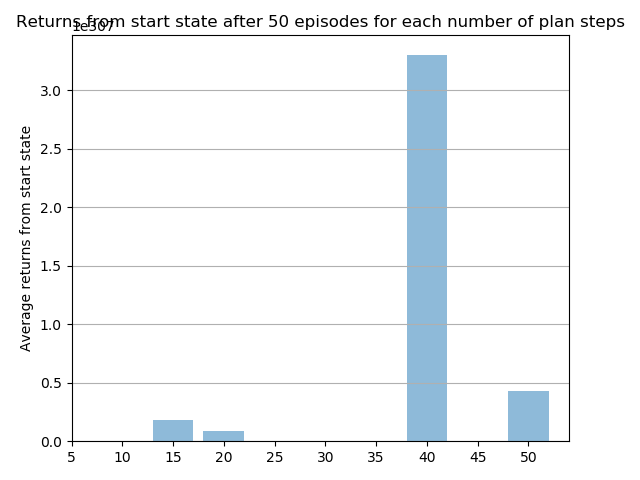 Returns from start state after 50 episodes for each number of plan steps
1e307
Average returns from start state
3.0
2.5
2.0
1.5
1.0
0.5
0.0
5 10 15 20 25 30 35 40 45 50